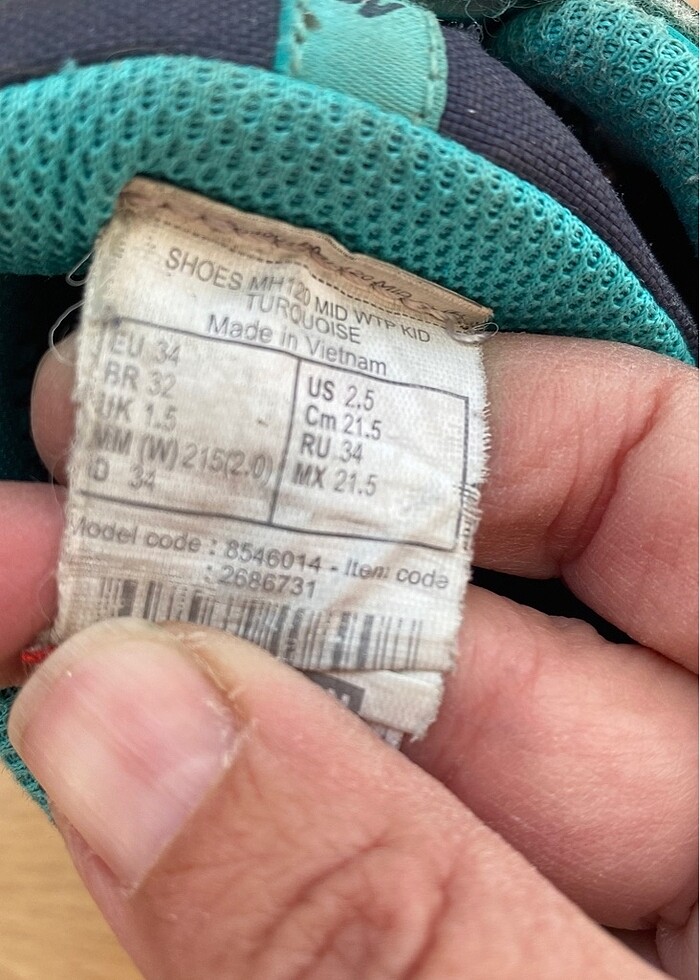 SHOES MH120 MID WTP KID
TURQUOISE
Made in Vietnam
EU 34
BR 32
UK 1.5
MM (W) 215(2.0)
D 34
US 2.5
Cm 21.5
RU 34
MX 21.5
Model code : 8546014 - Item code
: 2686731